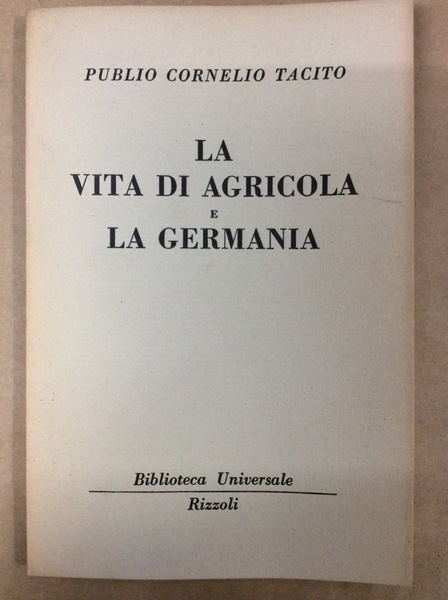 PUBLIO CORNELIO TACITO
LA
VITA DI AGRICOLA
E
LA GERMANIA
Biblioteca Universale
Rizzoli